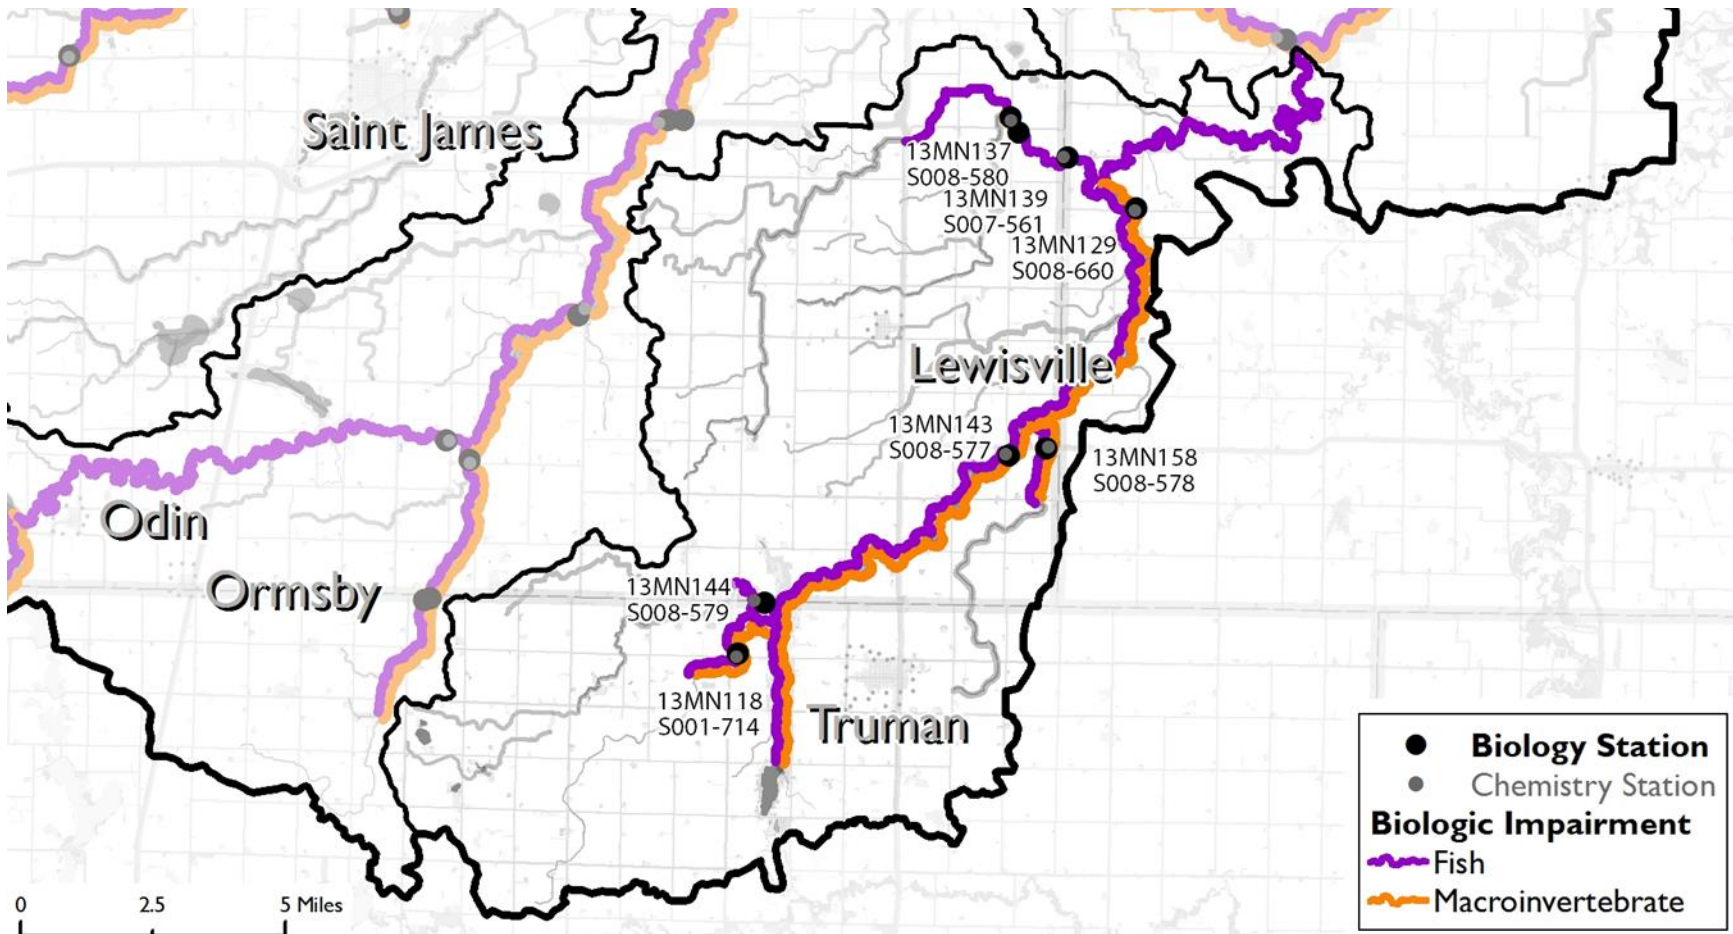 Saint James
13MN137
S008-580
13MN139
S007-561
13MN129
S008-660
Lewisville
13MN143
S008-577
13MN158
S008-578
Odin
Ormsby
13MN144
S008-579
13MN118
S001-714
Truman
Biology Station
Chemistry Station
Biologic Impairment
Fish
Macroinvertebrate
0 2.5 5 Miles